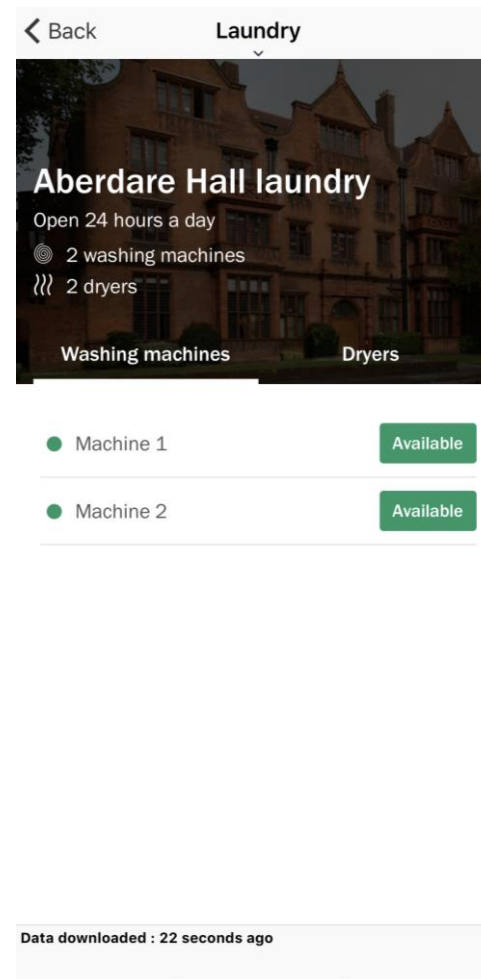 Back
Laundry
Aberdare Hall laundry
Open 24 hours a day
2 washing machines
2 dryers
Washing machines
Dryers
Machine 1
Available
Machine 2
Available
Data downloaded : 22 seconds ago